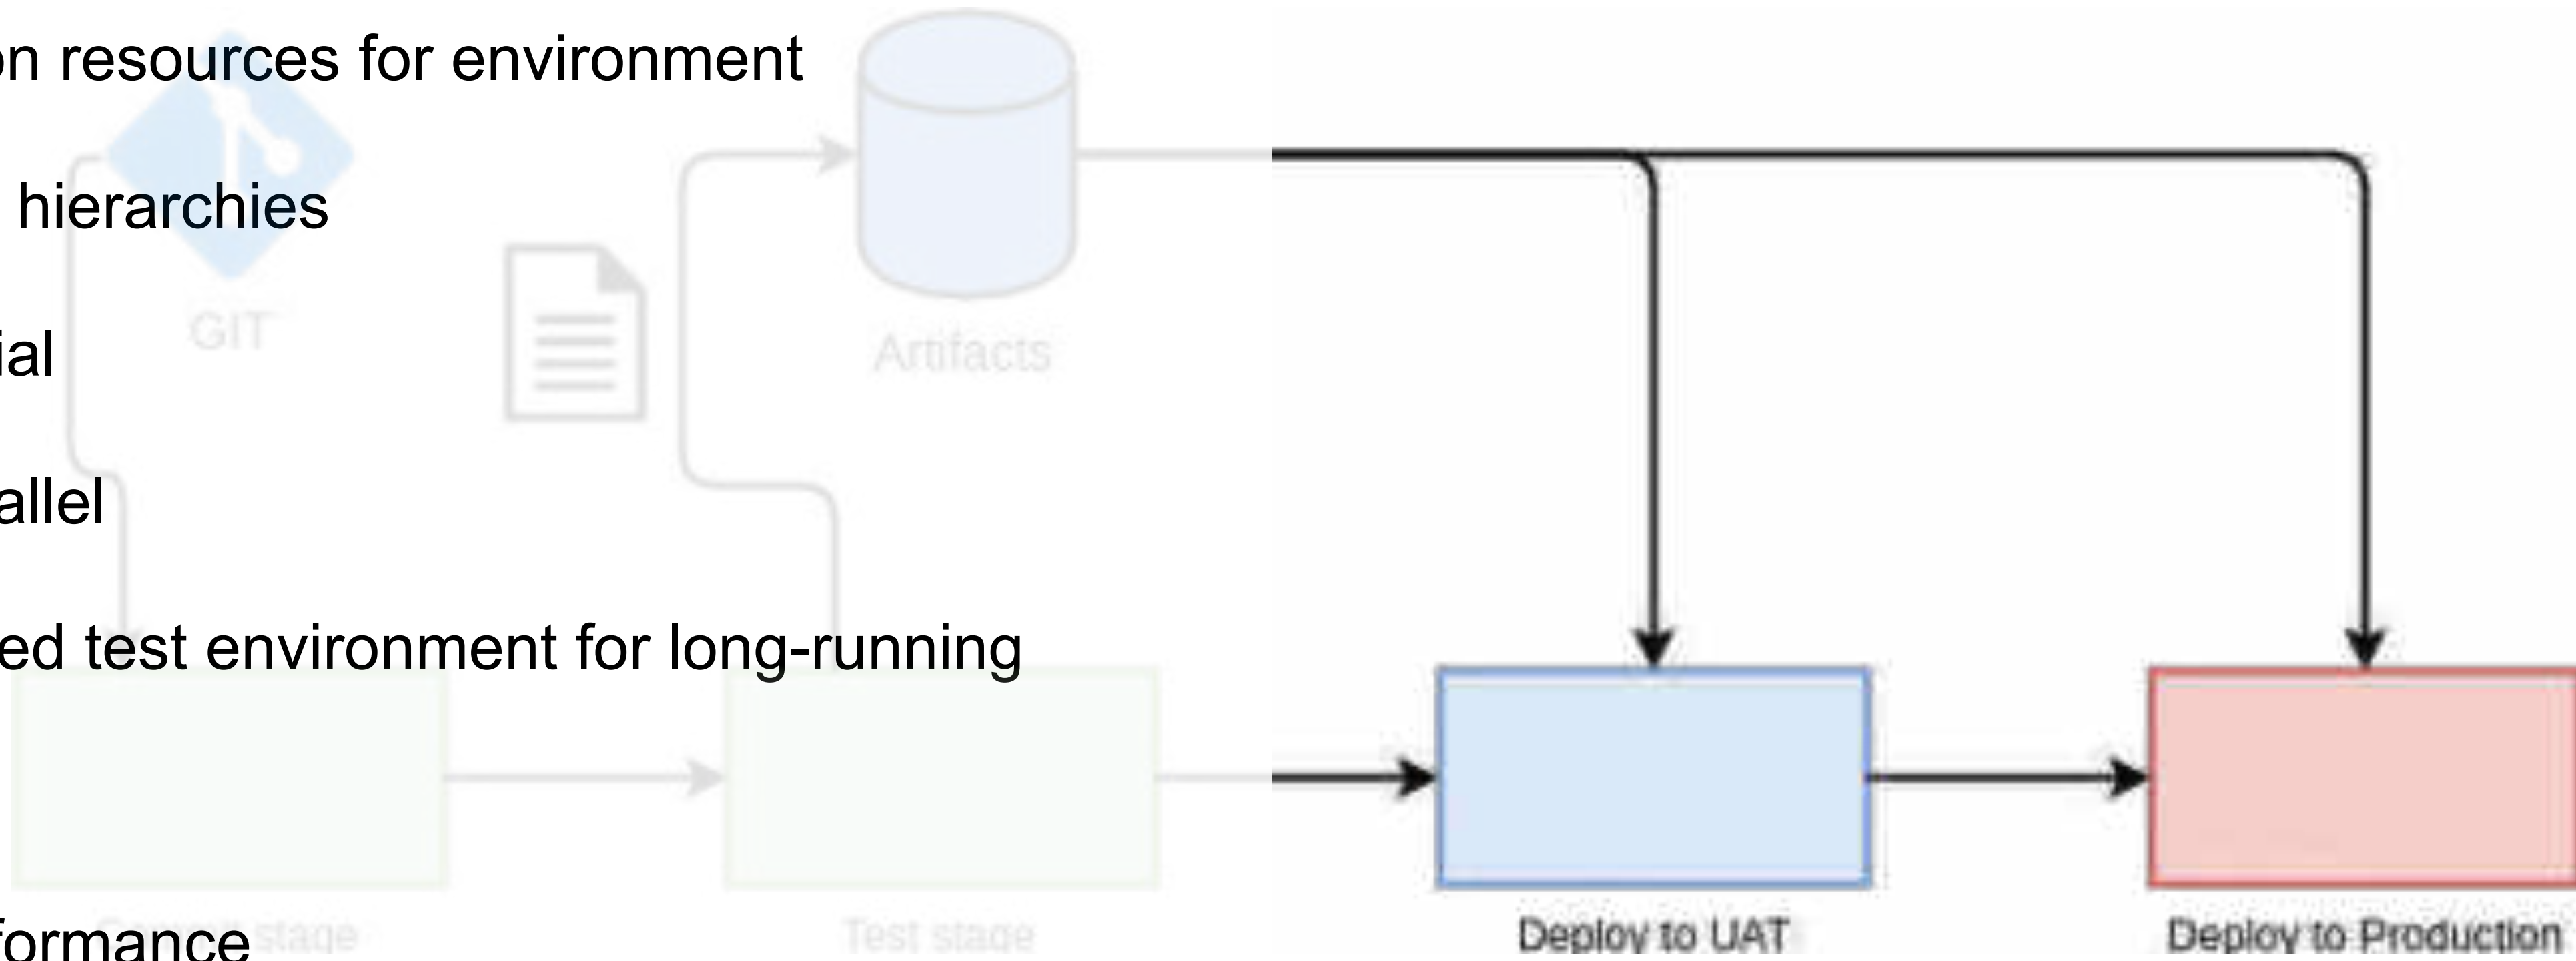 on resources for environment
hierarchies
GIT
ial
Artifacts
allel
ed test environment for long-running
formance
stage
Test stage
Deploy to UAT
Deploy to Production